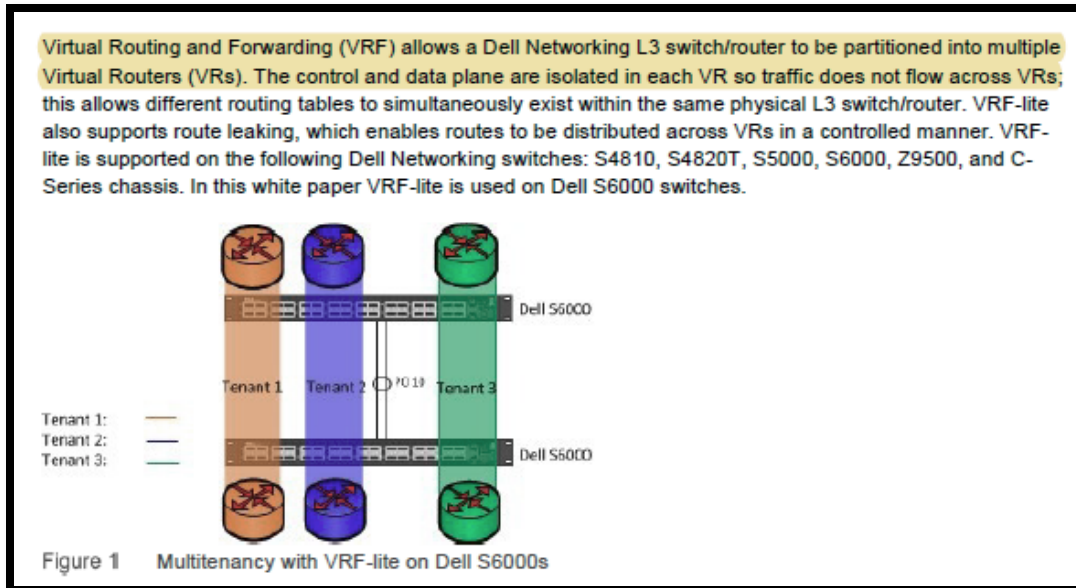 Virtual Routing and Forwarding (VRF) allows a Dell Networking L3 switch/router to be partitioned into multiple
Virtual Routers (VRs). The control and data plane are isolated in each VR so traffic does not flow across VRs;
this allows different routing tables to simultaneously exist within the same physical L3 switch/router. VRF-lite
also supports route leaking, which enables routes to be distributed across VRs in a controlled manner. VRF-
lite is supported on the following Dell Networking switches: S4810, S4820T, S5000, S6000, Z9500, and C-
Series chassis. In this white paper VRF-lite is used on Dell S6000 switches.
Dell S6000
Tenant 1 Tenant 2 PO 10 Tenant 3
Tenant 1:
Tenant 2:
Tenant 3:
Dell S6000
Figure 1 Multitenancy with VRF-lite on Dell S6000s